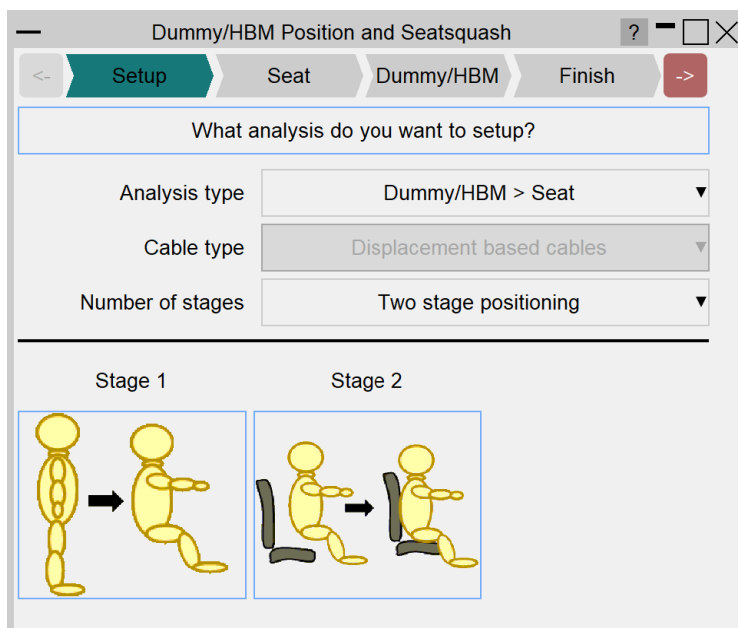 Dummy/HBM Position and Seatsquash ?
<- Setup Seat Dummy/HBM Finish ->
What analysis do you want to setup?
Analysis type Dummy/HBM > Seat
Cable type Displacement based cables
Number of stages Two stage positioning
Stage 1 Stage 2